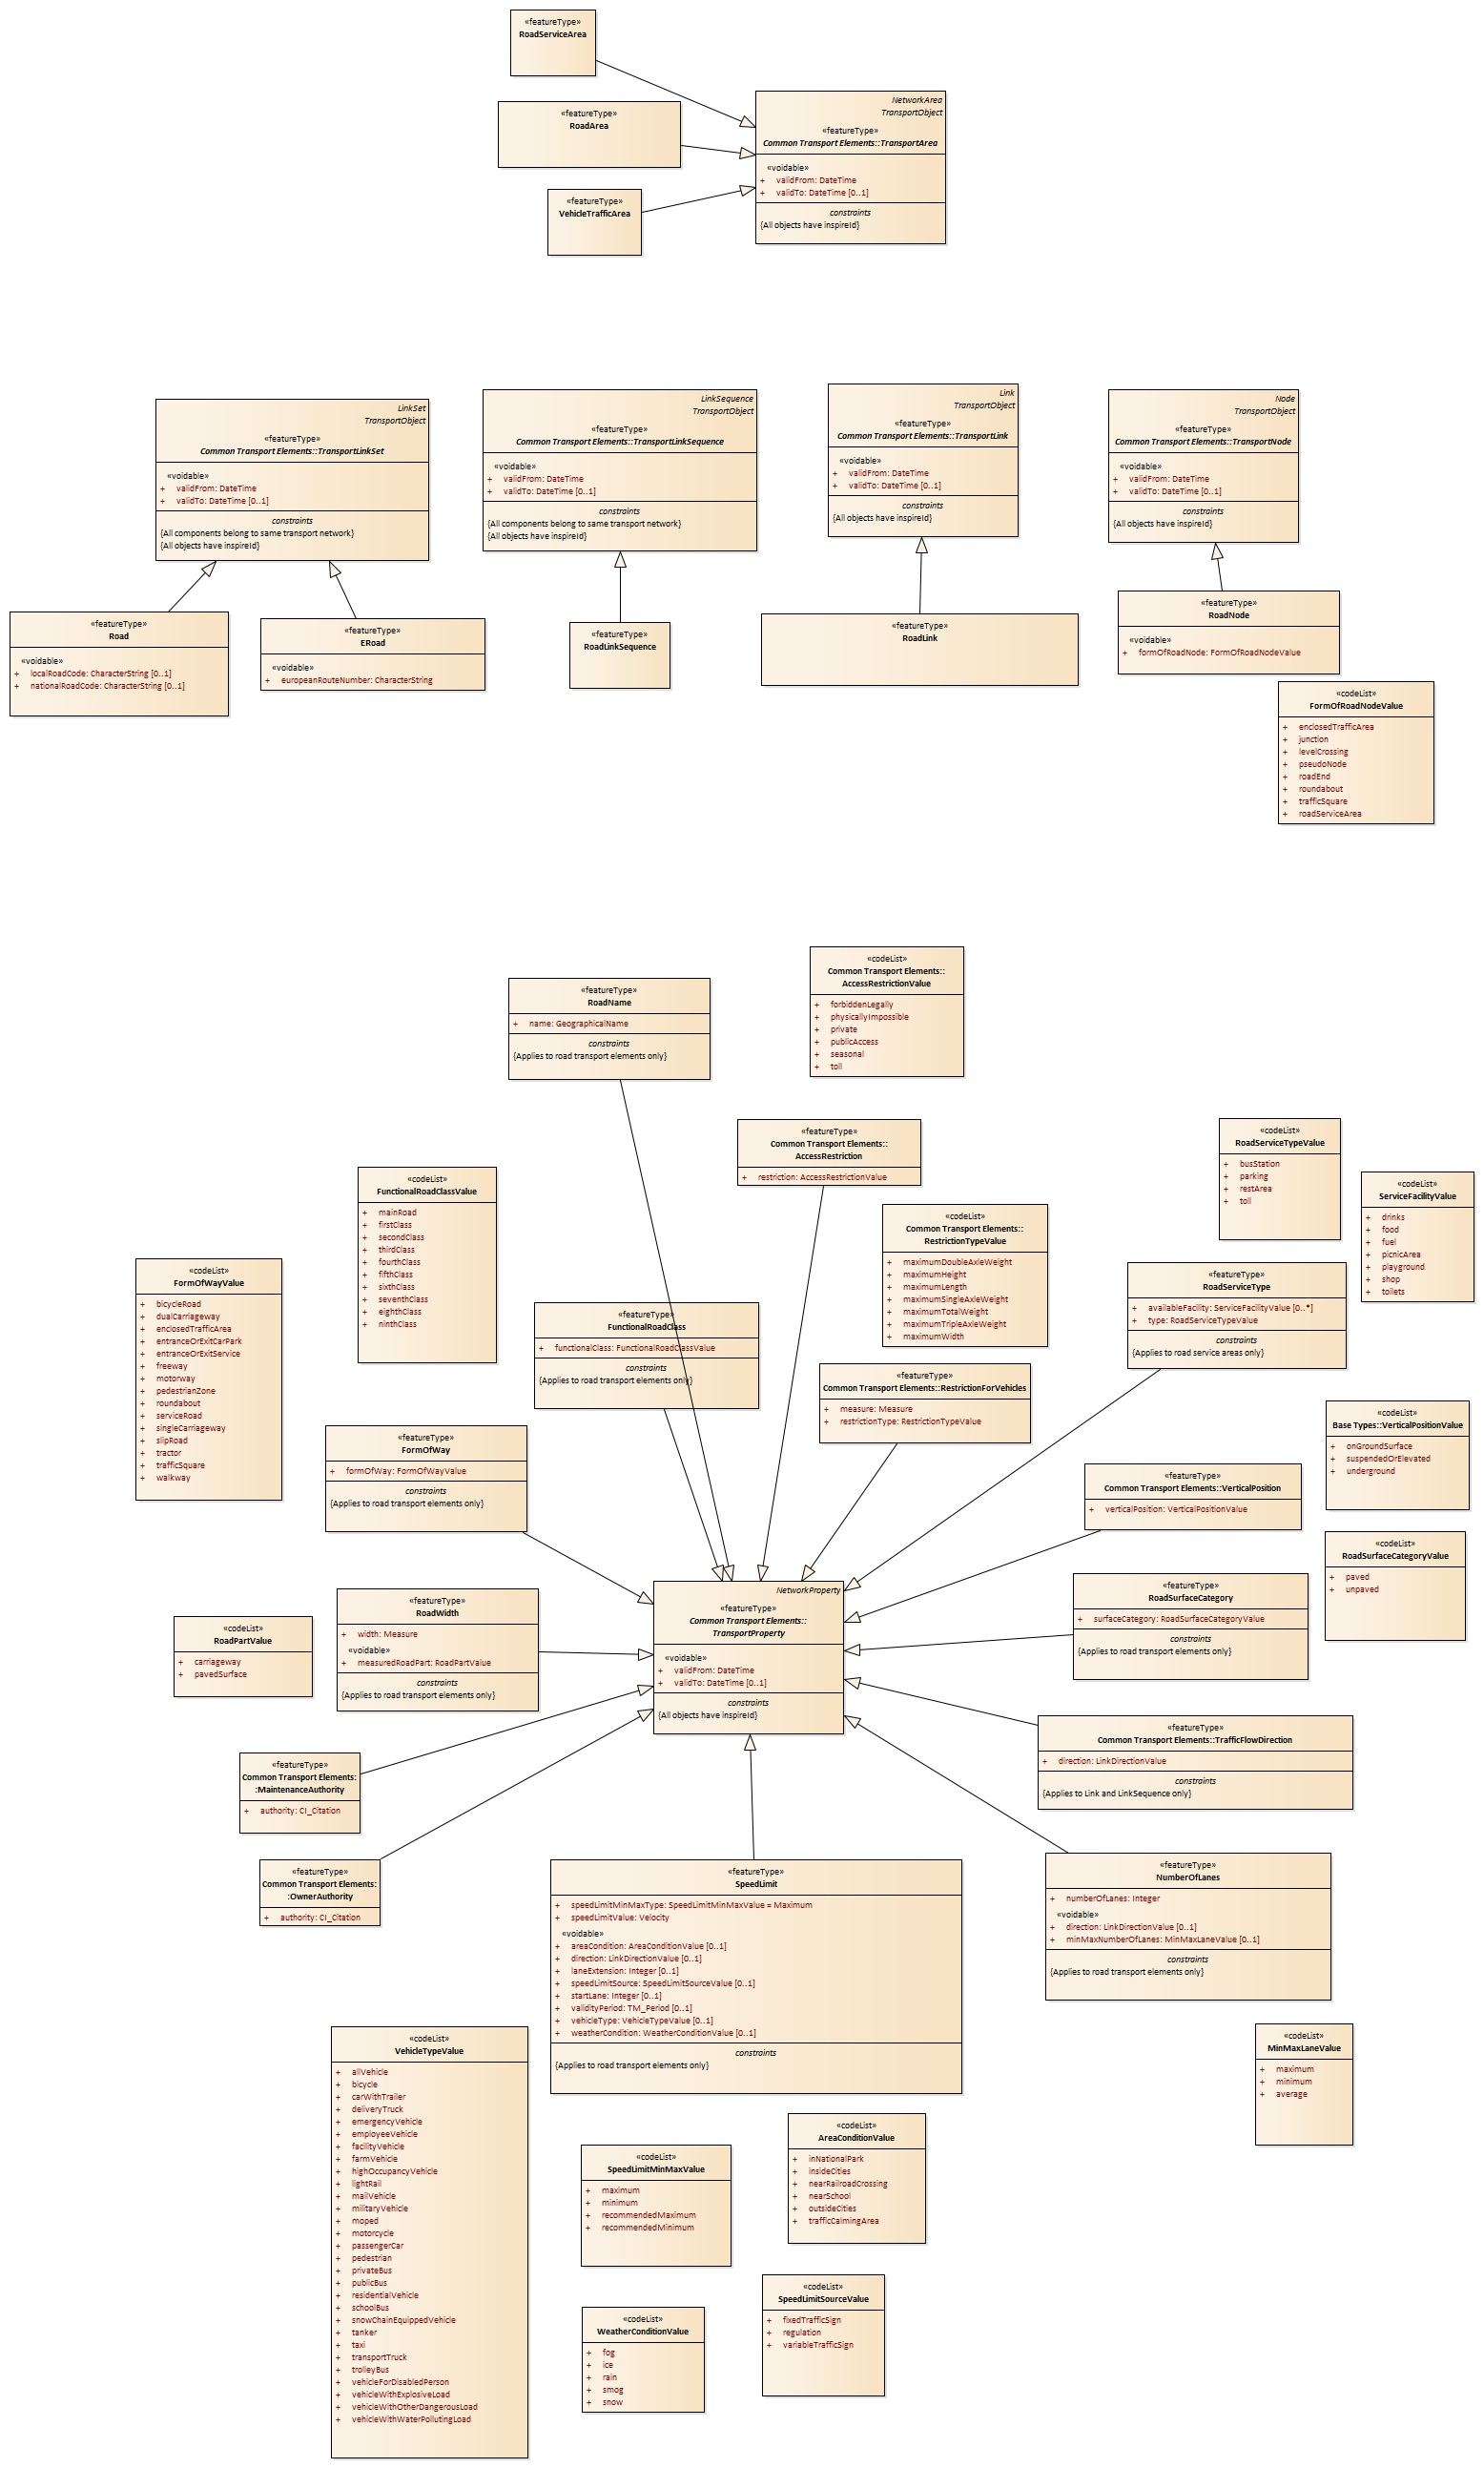 «featureType»
RoadServiceArea
«featureType»
RoadArea
«featureType»
VehicleTrafficArea
NetworkArea
TransportObject
«featureType»
Common Transport Elements::TransportArea
«voidable»
+ validFrom: DateTime
+ validTo: DateTime [0..1]
constraints
{All objects have inspireId}
LinkSet
TransportObject
«featureType»
Common Transport Elements::TransportLinkSet
«voidable»
+ validFrom: DateTime
+ validTo: DateTime [0..1]
constraints
{All components belong to same transport network}
{All objects have inspireId}
LinkSequence
TransportObject
«featureType»
Common Transport Elements::TransportLinkSequence
«voidable»
+ validFrom: DateTime
+ validTo: DateTime [0..1]
constraints
{All components belong to same transport network}
{All objects have inspireId}
Link
TransportObject
«featureType»
Common Transport Elements::TransportLink
«voidable»
+ validFrom: DateTime
+ validTo: DateTime [0..1]
constraints
{All objects have inspireId}
Node
TransportObject
«featureType»
Common Transport Elements::TransportNode
«voidable»
+ validFrom: DateTime
+ validTo: DateTime [0..1]
constraints
{All objects have inspireId}
«featureType»
Road
«voidable»
+ localRoadCode: CharacterString [0..1]
+ nationalRoadCode: CharacterString [0..1]
«featureType»
ERoad
«voidable»
+ europeanRouteNumber: CharacterString
«featureType»
RoadLinkSequence
«featureType»
RoadLink
«featureType»
RoadNode
«voidable»
+ formOfRoadNode: FormOfRoadNodeValue
«codeList»
FormOfRoadNodeValue
+ enclosedTrafficArea
+ junction
+ levelCrossing
+ pseudoNode
+ roadEnd
+ roundabout
+ trafficSquare
+ roadServiceArea
«codeList»
Common Transport Elements::
AccessRestrictionValue
+ forbiddenLegally
+ physicallyImpossible
+ private
+ publicAccess
+ seasonal
+ toll
«featureType»
RoadName
+ name: GeographicalName
constraints
{Applies to road transport elements only}
«featureType»
Common Transport Elements::
AccessRestriction
+ restriction: AccessRestrictionValue
«codeList»
RoadServiceTypeValue
+ busStation
+ parking
+ restArea
+ toll
«codeList»
FunctionalRoadClassValue
+ mainRoad
+ firstClass
+ secondClass
+ thirdClass
+ fourthClass
+ fifthClass
+ sixthClass
+ seventhClass
+ eighthClass
+ ninthClass
«codeList»
ServiceFacilityValue
+ drinks
+ food
+ fuel
+ picnicArea
+ playground
+ shop
+ toilets
«codeList»
Common Transport Elements::
RestrictionTypeValue
+ maximumDoubleAxleWeight
+ maximumHeight
+ maximumLength
+ maximumSingleAxleWeight
+ maximumTotalWeight
+ maximumTripleAxleWeight
+ maximumWidth
«codeList»
FormOfWayValue
+ bicycleRoad
+ dualCarriageway
+ enclosedTrafficArea
+ entranceOrExitCarPark
+ entranceOrExitService
+ freeway
+ motorway
+ pedestrianZone
+ roundabout
+ serviceRoad
+ singleCarriageway
+ slipRoad
+ tractor
+ trafficSquare
+ walkway
«featureType»
RoadServiceType
+ availableFacility: ServiceFacilityValue [0..*]
+ type: RoadServiceTypeValue
constraints
{Applies to road service areas only}
«featureType»
FunctionalRoadClass
+ functionalClass: FunctionalRoadClassValue
constraints
{Applies to road transport elements only}
«featureType»
Common Transport Elements::RestrictionForVehicles
+ measure: Measure
+ restrictionType: RestrictionTypeValue
«codeList»
Base Types::VerticalPositionValue
+ onGroundSurface
+ suspendedOrElevated
+ underground
«featureType»
FormOfWay
+ formOfWay: FormOfWayValue
constraints
{Applies to road transport elements only}
«featureType»
Common Transport Elements::VerticalPosition
+ verticalPosition: VerticalPositionValue
«codeList»
RoadSurfaceCategoryValue
+ paved
+ unpaved
«featureType»
RoadSurfaceCategory
+ surfaceCategory: RoadSurfaceCategoryValue
constraints
{Applies to road transport elements only}
NetworkProperty
«featureType»
Common Transport Elements::
TransportProperty
«voidable»
+ validFrom: DateTime
+ validTo: DateTime [0..1]
constraints
{All objects have inspireId}
«featureType»
RoadWidth
+ width: Measure
«voidable»
+ measuredRoadPart: RoadPartValue
constraints
{Applies to road transport elements only}
«codeList»
RoadPartValue
+ carriageway
+ pavedSurface
«featureType»
Common Transport Elements::TrafficFlowDirection
+ direction: LinkDirectionValue
constraints
{Applies to Link and LinkSequence only}
«featureType»
Common Transport Elements:
:MaintenanceAuthority
+ authority: CI_Citation
«featureType»
Common Transport Elements:
:OwnerAuthority
+ authority: CI_Citation
«featureType»
SpeedLimit
+ speedLimitMinMaxType: SpeedLimitMinMaxValue = Maximum
+ speedLimitValue: Velocity
«voidable»
+ areaCondition: AreaConditionValue [0..1]
+ direction: LinkDirectionValue [0..1]
+ laneExtension: Integer [0..1]
+ speedLimitSource: SpeedLimitSourceValue [0..1]
+ startLane: Integer [0..1]
+ validityPeriod: TM_Period [0..1]
+ vehicleType: VehicleTypeValue [0..1]
+ weatherCondition: WeatherConditionValue [0..1]
constraints
{Applies to road transport elements only}
«featureType»
NumberOfLanes
+ numberOfLanes: Integer
«voidable»
+ direction: LinkDirectionValue [0..1]
+ minMaxNumberOfLanes: MinMaxLaneValue [0..1]
constraints
{Applies to road transport elements only}
«codeList»
MinMaxLaneValue
+ maximum
+ minimum
+ average
«codeList»
VehicleTypeValue
+ allVehicle
+ bicycle
+ carWithTrailer
+ deliveryTruck
+ emergencyVehicle
+ employeeVehicle
+ facilityVehicle
+ farmVehicle
+ highOccupancyVehicle
+ lightRail
+ mailVehicle
+ militaryVehicle
+ moped
+ motorcycle
+ passengerCar
+ pedestrian
+ privateBus
+ publicBus
+ residentialVehicle
+ schoolBus
+ snowChainEquippedVehicle
+ tanker
+ taxi
+ transportTruck
+ trolleyBus
+ vehicleForDisabledPerson
+ vehicleWithExplosiveLoad
+ vehicleWithOtherDangerousLoad
+ vehicleWithWaterPollutingLoad
«codeList»
AreaConditionValue
+ inNationalPark
+ insideCities
+ nearRailroadCrossing
+ nearSchool
+ outsideCities
+ trafficCalmingArea
«codeList»
SpeedLimitMinMaxValue
+ maximum
+ minimum
+ recommendedMaximum
+ recommendedMinimum
«codeList»
SpeedLimitSourceValue
+ fixedTrafficSign
+ regulation
+ variableTrafficSign
«codeList»
WeatherConditionValue
+ fog
+ ice
+ rain
+ smog
+ snow